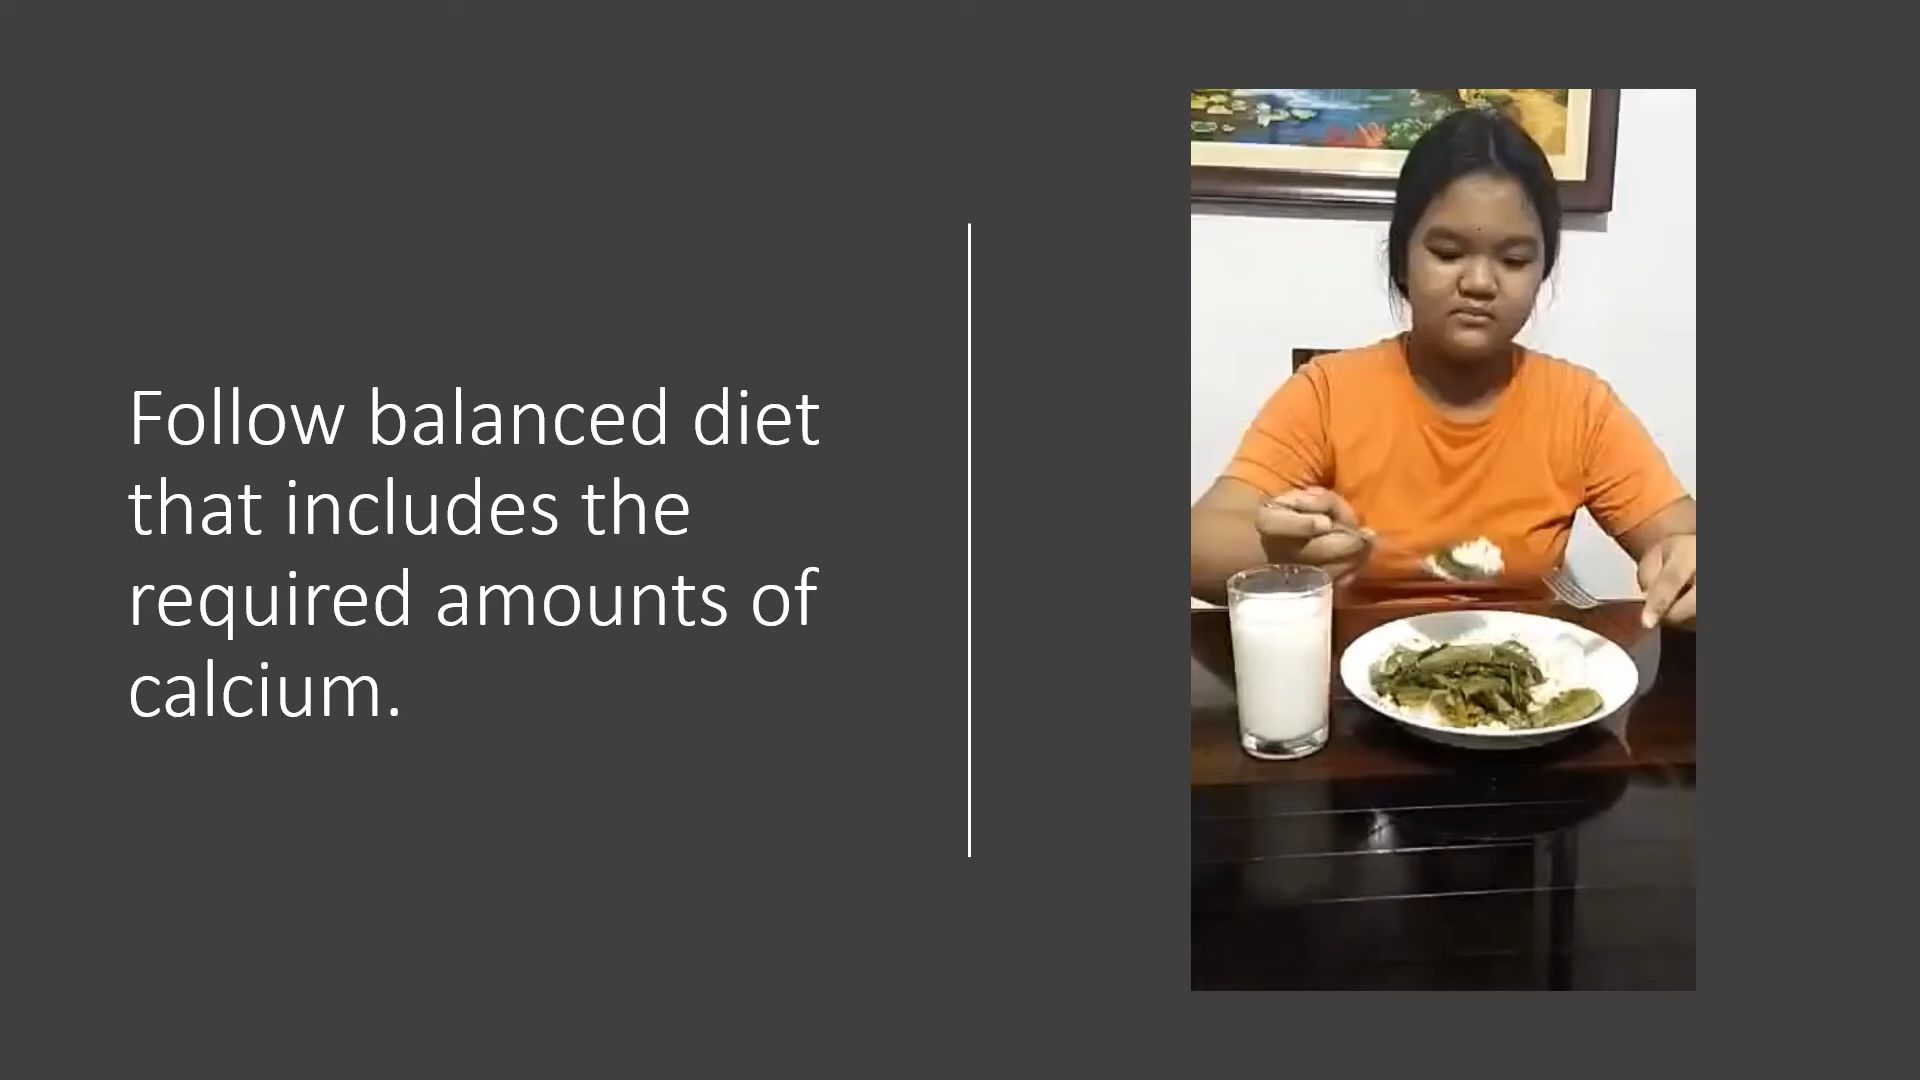 Follow balanced diet
that includes the
required amounts of
calcium.